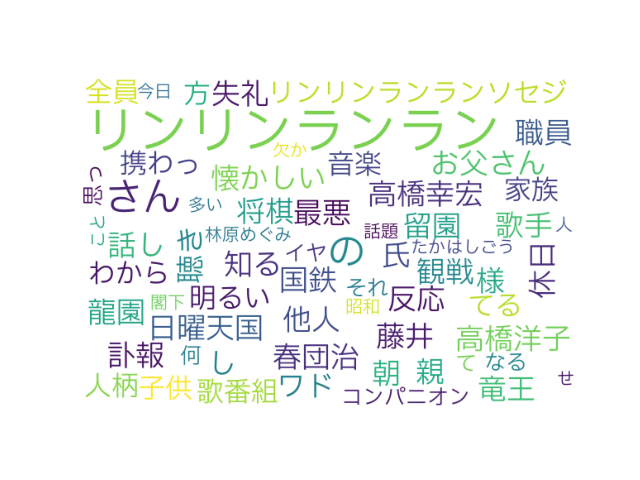 全員
今日
方
失礼
リンリンランランソセジ
リンリンランラン
職員
欠か
携わっ
音楽
お父さん
思っ
さん
懐かしい
高橋幸宏
家族
多い
将棋
最悪
話題
留園
歌手
人
話し
聴き
林原めぐみ
イヤ
の
氏
たかはしごう
休日
わから
知る
国鉄
それ
観戦
様
龍園
閣下
明るい
昭和
反応
てる
日曜天国
他人
藤井
高橋洋子
訃報
何
し
春団治
朝
親
て
なる
せ
人柄
子供
歌番組
ワド
コンパニオン
竜王